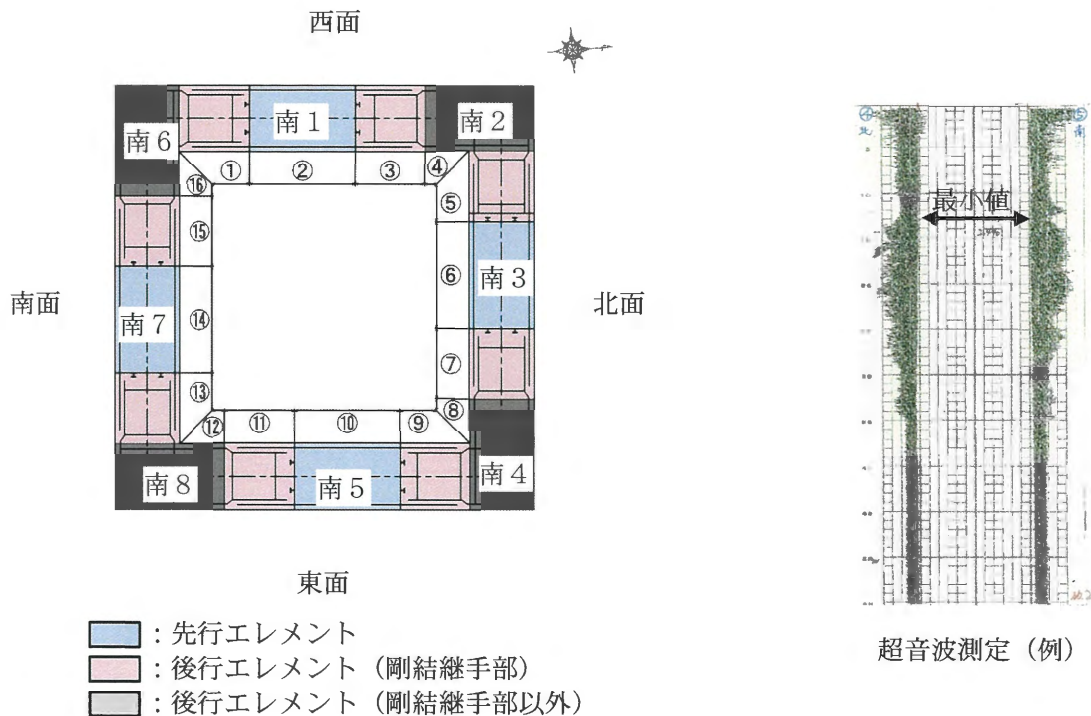 西面
南1
南2
南6
①
②
③
④
⑯
⑤
⑮
⑥
南3
南面
南7
⑭
北面
⑦
⑬
⑧
⑫
⑪
⑩
⑨
南8
南5
南4
東面
:先行エレメント
:後行エレメント(剛結継手部)
:後行エレメント(剛結継手部以外)
北
南
最小値
超音波測定(例)